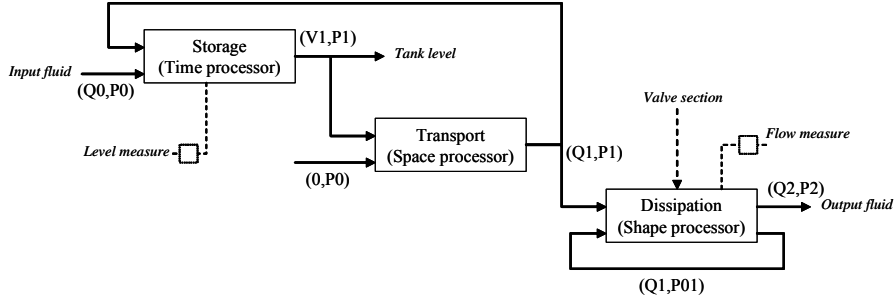 (V1,P1)
Storage
(Time processor)
Tank level
Input fluid
(Q0,P0)
Valve section
Level measure
Transport
(Space processor)
Flow measure
(Q1,P1)
(0,P0)
(Q2,P2)
Dissipation
(Shape processor)
Output fluid
(Q1,P01)